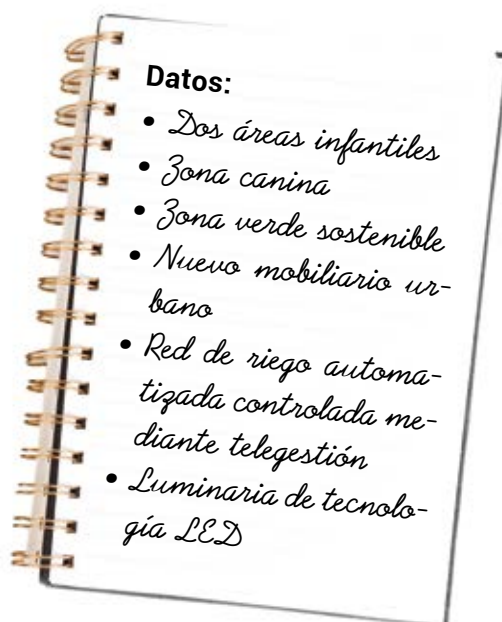 Datos:
• Dos áreas infantiles
• Zona canina
• Zona verde sostenible
• Nuevo mobiliario ur-
bano
• Red de riego automa-
tizada controlada me-
diante telegestión
• Luminaria de tecnolo-
gía LED